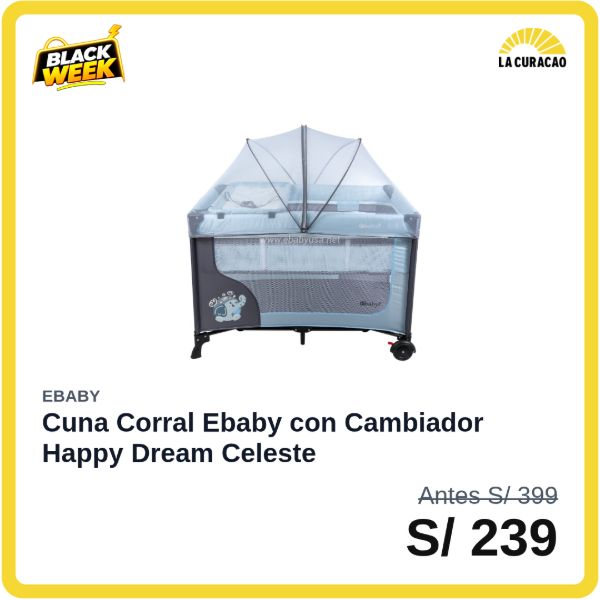 BLACK
WEEK
LA CURACAO
www.ebabyusa.net
ebaby
EBABY
Cuna Corral Ebaby con Cambiador
Happy Dream Celeste
Antes S/ 399
S/ 239